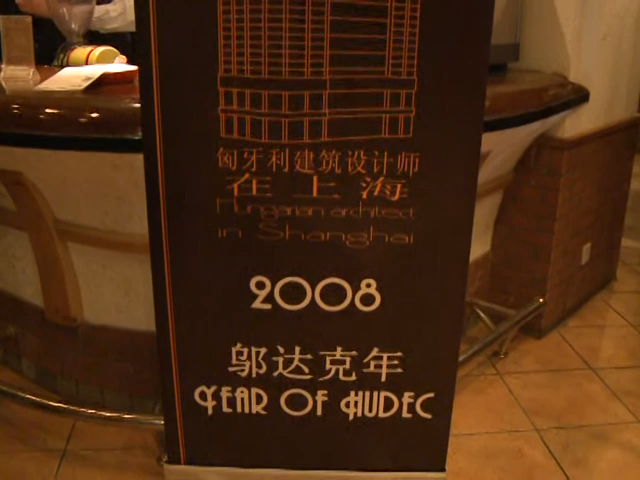 匈牙利建筑设计师
在上海
Hungarian architect
in Shanghai
2008
邬达克年
YEAR OF HUDEC